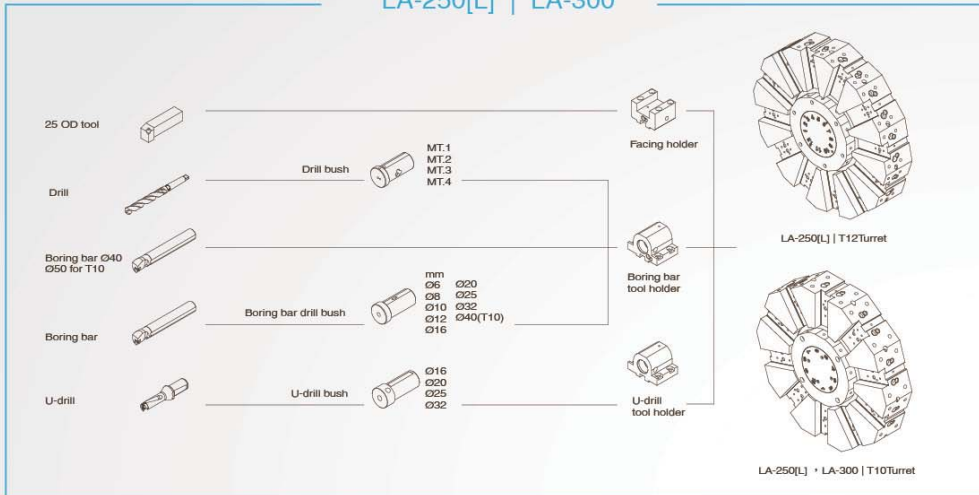 LA-250[L] | LA-300
25 OD tool
Facing holder
Drill
Drill bush
MT.1
MT.2
MT.3
MT.4
LA-250[L] | T12Turret
Boring bar Ø40
Ø50 for T10
Boring bar
tool holder
Boring bar
Boring bar drill bush
mm
Ø6 Ø20
Ø8 Ø25
Ø10 Ø32
Ø12 Ø40(T10)
Ø16
U-drill
U-drill bush
Ø16
Ø20
Ø25
Ø32
U-drill
tool holder
LA-250[L] • LA-300 | T10Turret